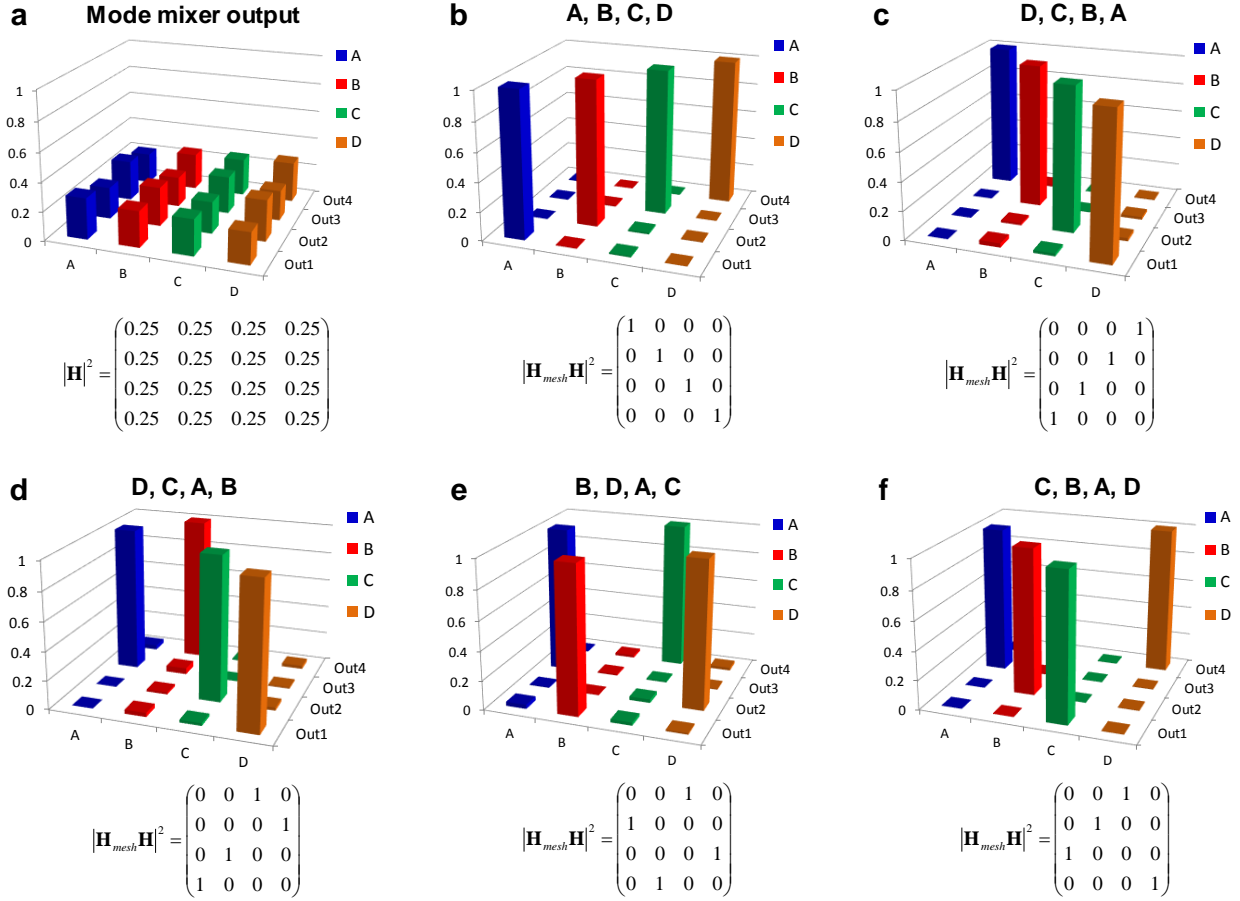 a
Mode mixer output
1
0.8
0.6
0.4
0.2
0
A
B
C
D
Out1
Out2
Out3
Out4
A
B
C
D
|H|² =
0.25 0.25 0.25 0.25
0.25 0.25 0.25 0.25
0.25 0.25 0.25 0.25
0.25 0.25 0.25 0.25
b
A, B, C, D
1
0.8
0.6
0.4
0.2
0
A
B
C
D
Out1
Out2
Out3
Out4
A
B
C
D
|H_mesh H|² =
1 0 0 0
0 1 0 0
0 0 1 0
0 0 0 1
c
D, C, B, A
1
0.8
0.6
0.4
0.2
0
A
B
C
D
Out1
Out2
Out3
Out4
A
B
C
D
|H_mesh H|² =
0 0 0 1
0 0 1 0
0 1 0 0
1 0 0 0
d
D, C, A, B
1
0.8
0.6
0.4
0.2
0
A
B
C
D
Out1
Out2
Out3
Out4
A
B
C
D
|H_mesh H|² =
0 0 1 0
0 0 0 1
0 1 0 0
1 0 0 0
e
B, D, A, C
1
0.8
0.6
0.4
0.2
0
A
B
C
D
Out1
Out2
Out3
Out4
A
B
C
D
|H_mesh H|² =
0 0 1 0
1 0 0 0
0 0 0 1
0 1 0 0
f
C, B, A, D
1
0.8
0.6
0.4
0.2
0
A
B
C
D
Out1
Out2
Out3
Out4
A
B
C
D
|H_mesh H|² =
0 0 1 0
0 1 0 0
1 0 0 0
0 0 0 1